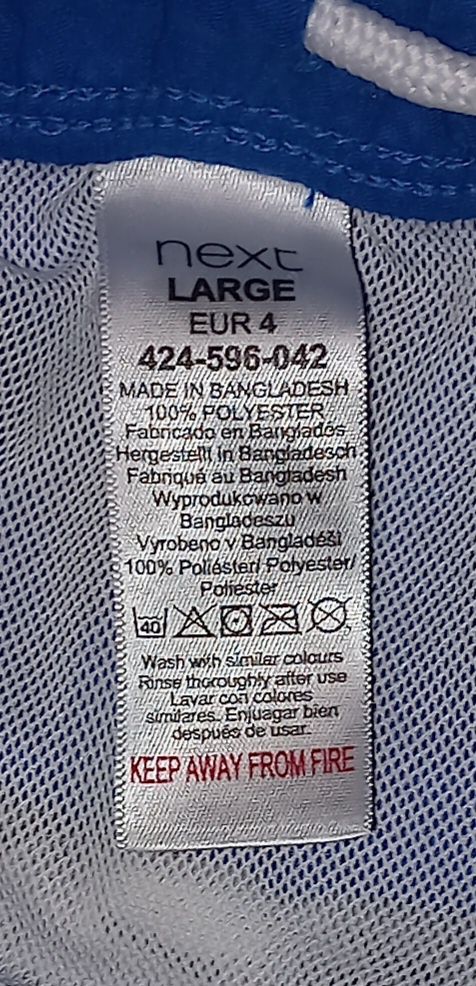 next
LARGE
EUR 4
424-596-042
MADE IN BANGLADESH
100% POLYESTER
Fabricado en Banglados
Hergestellt in Bangladesch
Fabriqué au Bangladesh
Wyprodukowano w
Bangladeszu
Vyrobeno v Bangladéši
100% Poliéster/ Polyester/
Poliester
40
Wash with similar colours
Rinse thoroughly after use
Lavar con colores
similares. Enjuagar bien
después de usar.
KEEP AWAY FROM FIRE